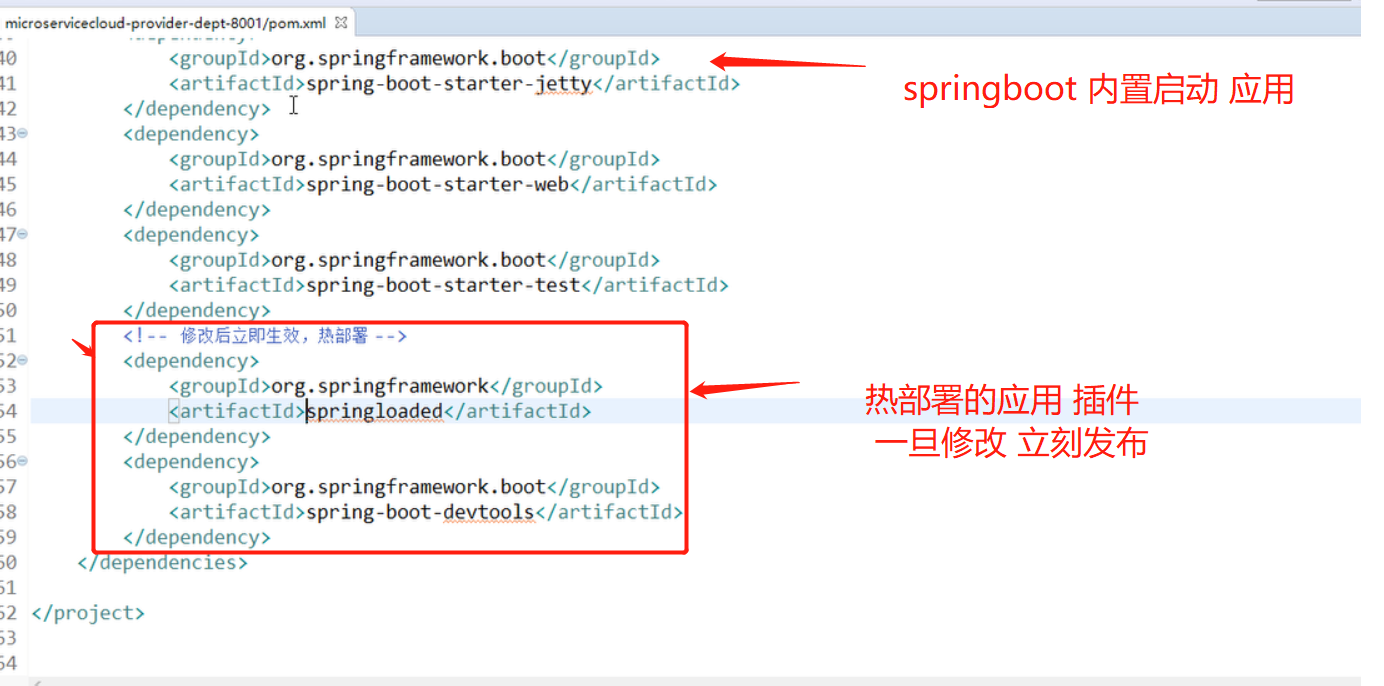 microservicecloud-provider-dept-8001/pom.xml
40 <groupId>org.springframework.boot</groupId>
41 <artifactId>spring-boot-starter-jetty</artifactId>
springboot 内置启动 应用
42 </dependency>
43 <dependency>
44 <groupId>org.springframework.boot</groupId>
45 <artifactId>spring-boot-starter-web</artifactId>
46 </dependency>
47 <dependency>
48 <groupId>org.springframework.boot</groupId>
49 <artifactId>spring-boot-starter-test</artifactId>
50 </dependency>
51 <!-- 修改后立即生效，热部署 -->
52 <dependency>
53 <groupId>org.springframework</groupId>
54 <artifactId>springloaded</artifactId>
热部署的应用 插件
一旦修改 立刻发布
55 </dependency>
56 <dependency>
57 <groupId>org.springframework.boot</groupId>
58 <artifactId>spring-boot-devtools</artifactId>
59 </dependency>
60 </dependencies>
61
62 </project>
63
64